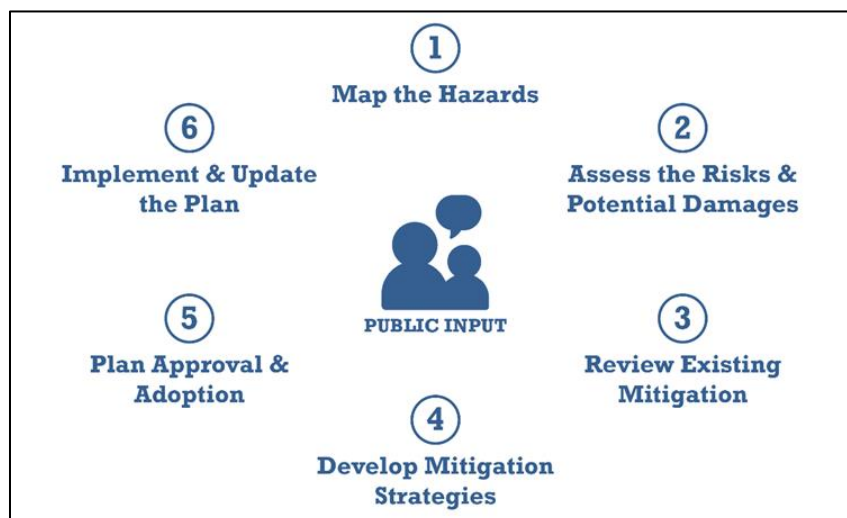 1
Map the Hazards
2
Assess the Risks &
Potential Damages
3
Review Existing
Mitigation
4
Develop Mitigation
Strategies
5
Plan Approval &
Adoption
6
Implement & Update
the Plan
PUBLIC INPUT